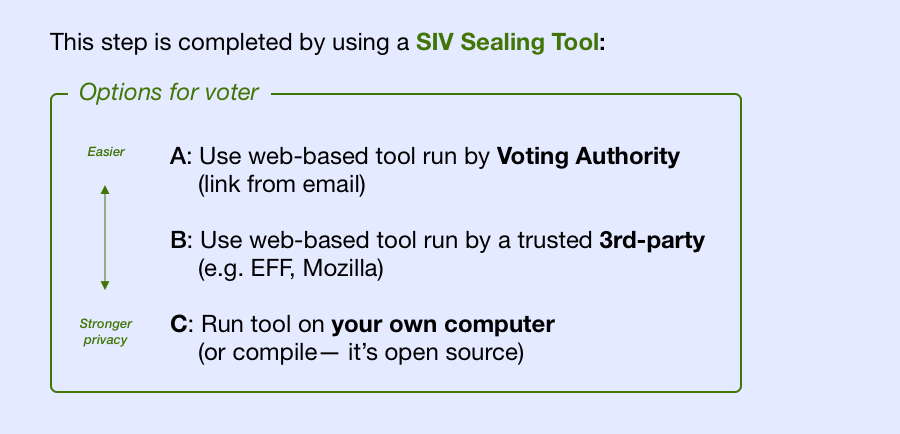 This step is completed by using a SIV Sealing Tool:
Options for voter
Easier
A: Use web-based tool run by Voting Authority
(link from email)
B: Use web-based tool run by a trusted 3rd-party
(e.g. EFF, Mozilla)
Stronger
privacy
C: Run tool on your own computer
(or compile— it’s open source)